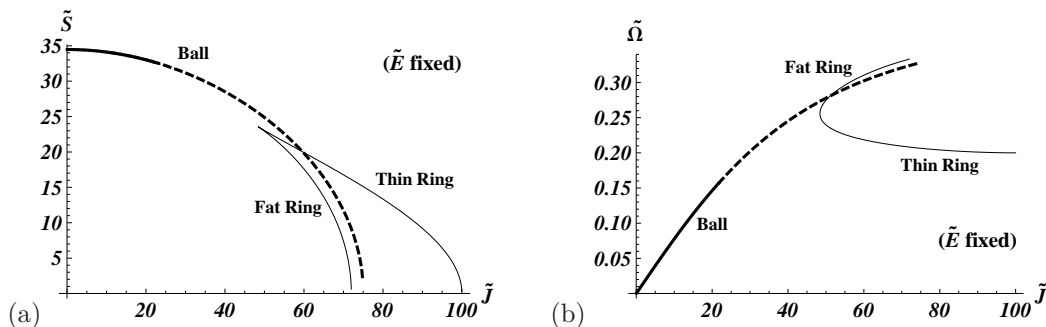 S̃
35
30
25
20
15
10
5
Ball
(Ẽ fixed)
Thin Ring
Fat Ring
20 40 60 80 100 J̃
(a)
Ω̃
0.30
0.25
0.20
0.15
0.10
0.05
Fat Ring
Thin Ring
Ball
(Ẽ fixed)
20 40 60 80 100 J̃
(b)